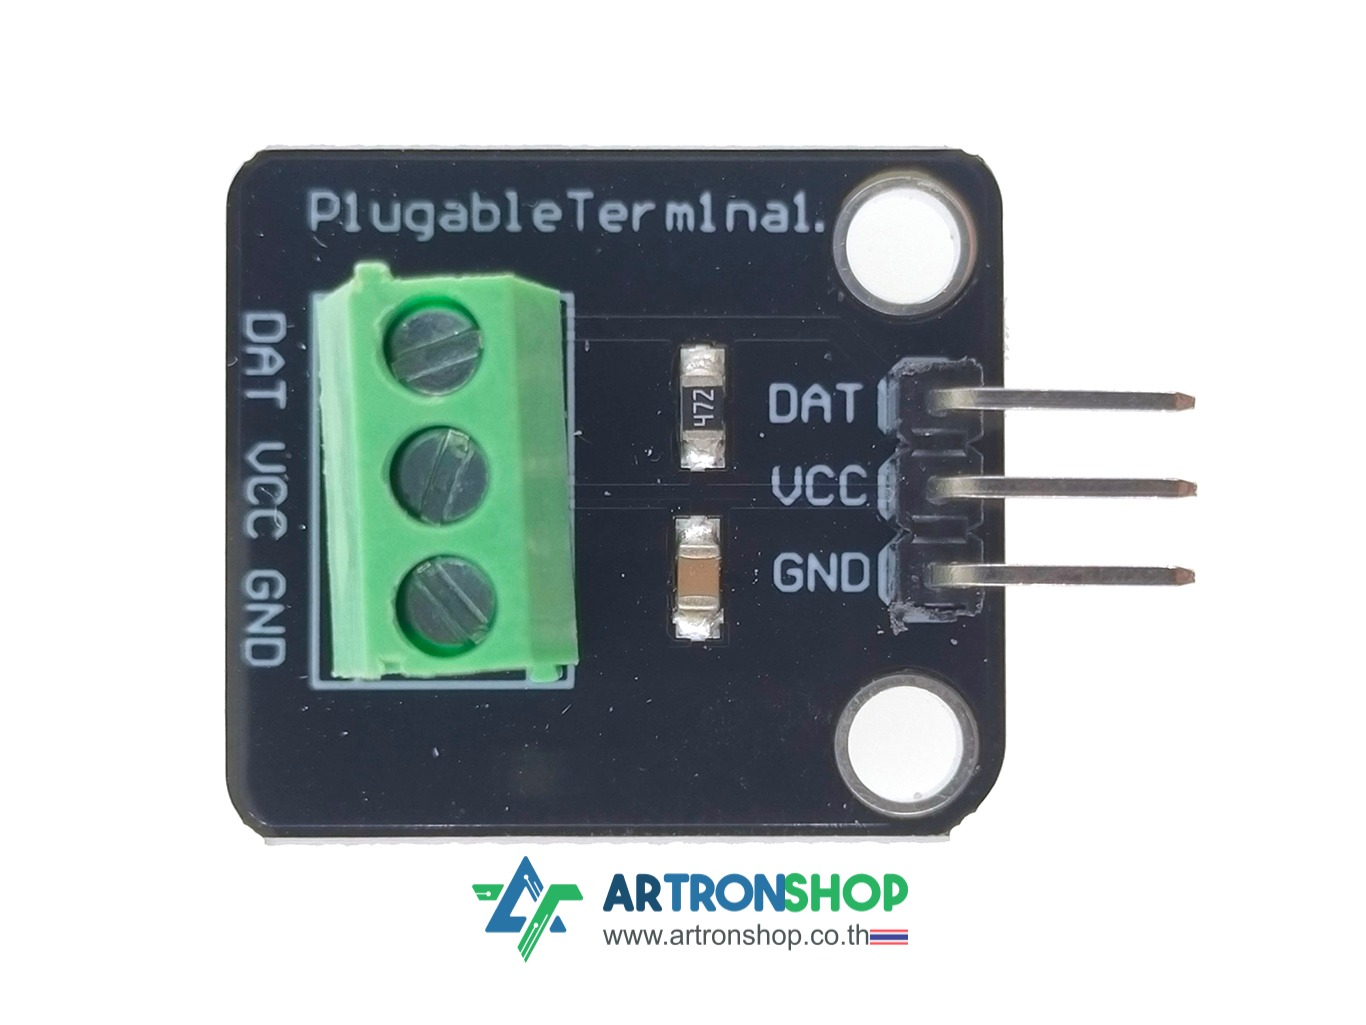 PlugableTerminal.
DAT VCC GND
472
DAT
VCC
GND
ARTRONSHOP
www.artronshop.co.th